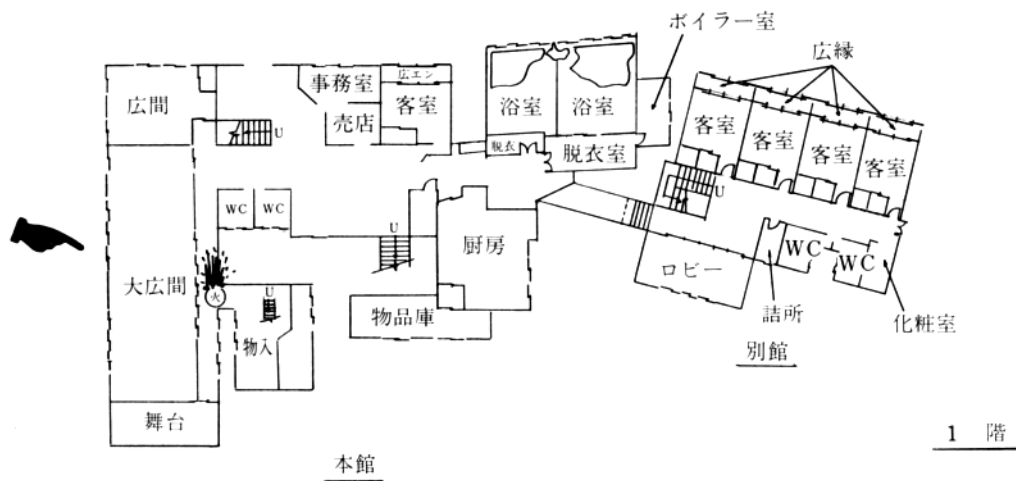 ボイラー室
広縁
広間
事務室
広エン
客室
売店
U
浴室
浴室
脱衣
脱衣室
客室
客室
客室
客室
U
WC
WC
U
厨房
大広間
火
U
物入
物品庫
ロビー
WC
WC
詰所
化粧室
舞台
別館
本館
1 階